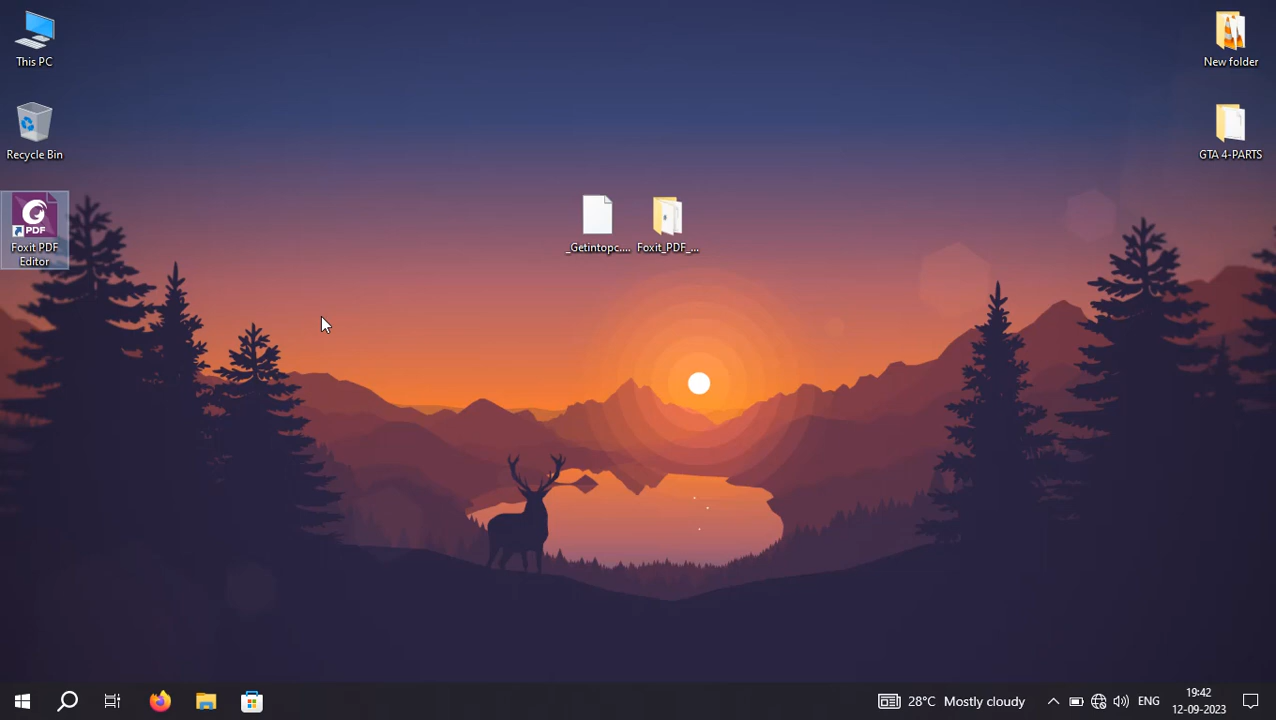 This PC
New folder
Recycle Bin
GTA 4-PARTS
PDF
Foxit PDF
Editor
_Getintopc....
Foxit_PDF_...
28°C Mostly cloudy
ENG
19:42
12-09-2023